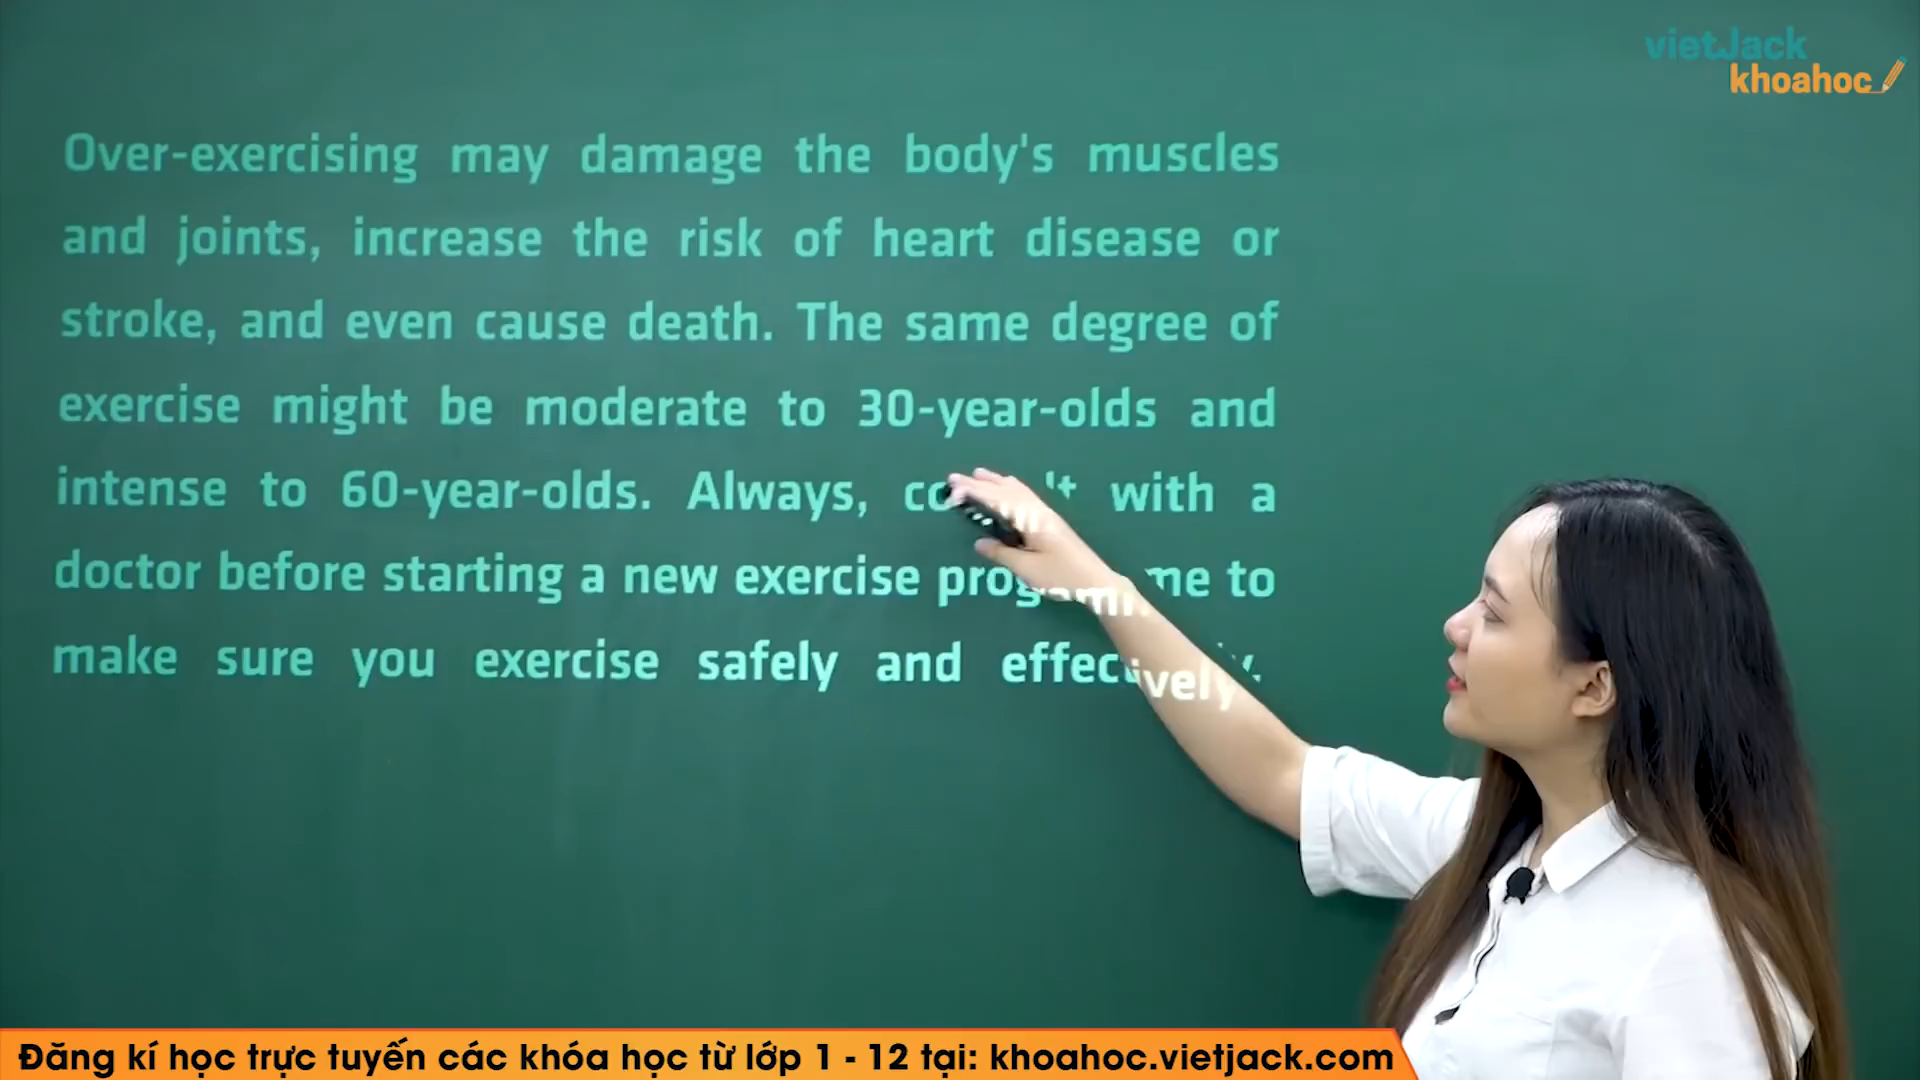 vietJack
khoahoc
Over-exercising may damage the body's muscles
and joints, increase the risk of heart disease or
stroke, and even cause death. The same degree of
exercise might be moderate to 30-year-olds and
intense to 60-year-olds. Always, with a
doctor before starting a new exercise programme to
make sure you exercise safely and effectively.
Đăng kí học trực tuyến các khóa học từ lớp 1 - 12 tại: khoahoc.vietjack.com